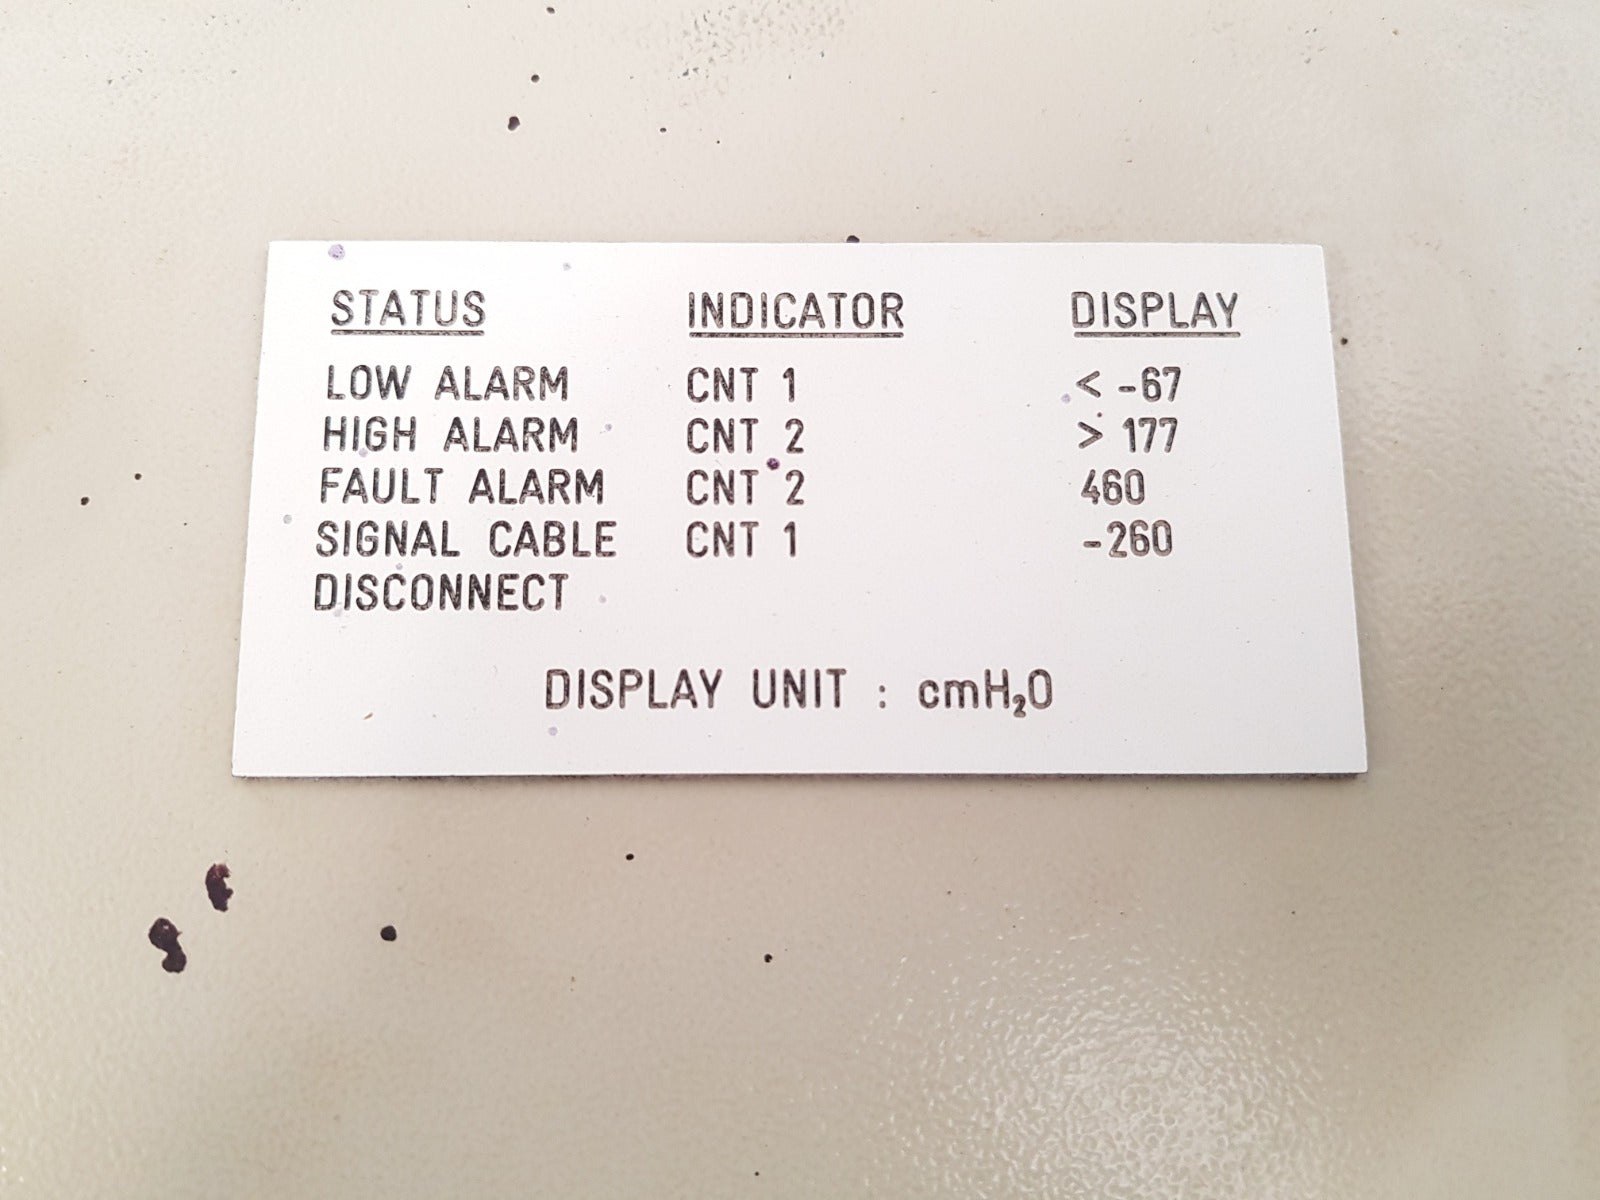 STATUS INDICATOR DISPLAY
LOW ALARM CNT 1 < -67
HIGH ALARM CNT 2 > 177
FAULT ALARM CNT 2 460
SIGNAL CABLE CNT 1 -260
DISCONNECT
DISPLAY UNIT : cmH₂O